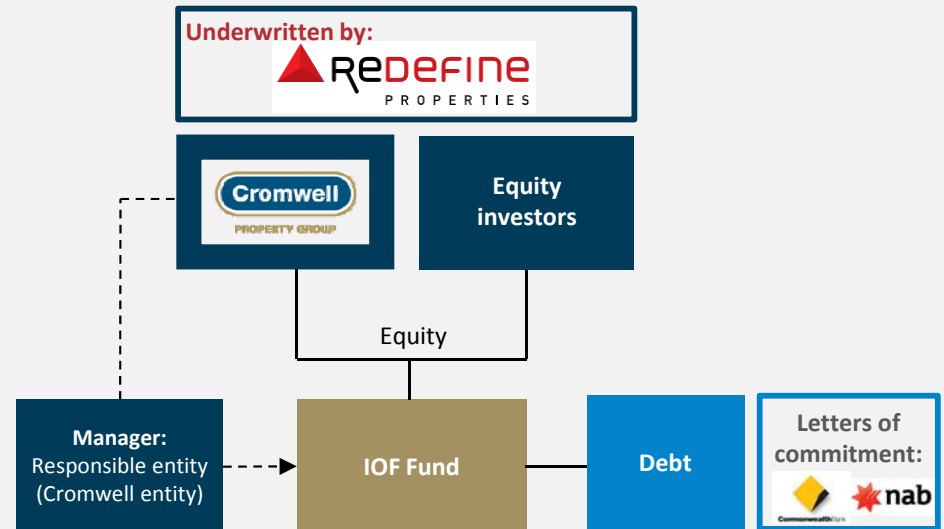 Underwritten by:
REDEFINE
PROPERTIES
Cromwell
PROPERTY GROUP
Equity
investors
Equity
Manager:
Responsible entity
(Cromwell entity)
IOF Fund
Debt
Letters of
commitment:
CommonwealthBank
nab